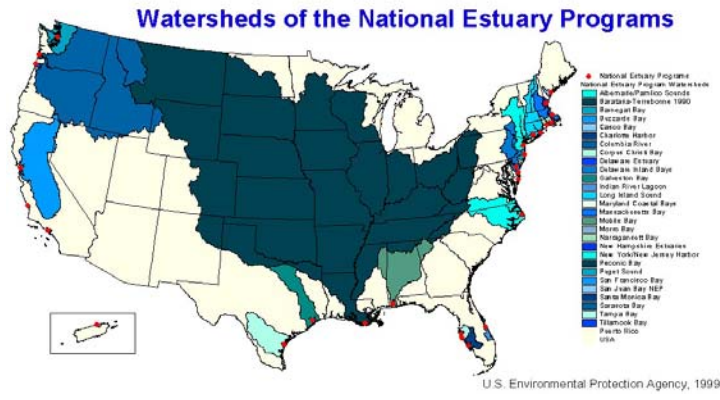 Watersheds of the National Estuary Programs
National Estuary Programs
National Estuary Program Watersheds
Albemarle/Pamlico Sounds
Barataria-Terrebonne 1990
Barnegat Bay
Buzzards Bay
Casco Bay
Charlotte Harbor
Columbia River
Corpus Christi Bay
Delaware Estuary
Delaware Inland Bays
Galveston Bay
Indian River Lagoon
Long Island Sound
Maryland Coastal Bays
Massachusetts Bay
Mobile Bay
Morro Bay
Narragansett Bay
New Hampshire Estuaries
New York/New Jersey Harbor
Peconic Bay
Puget Sound
San Francisco Bay
San Juan Bay NEP
Santa Monica Bay
Sarasota Bay
Tampa Bay
Tillamook Bay
Puerto Rico
USA
U.S. Environmental Protection Agency, 1999